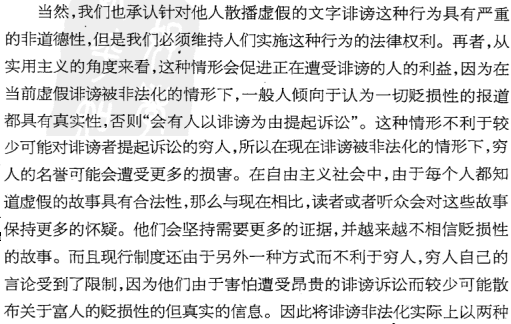 当然,我们也承认针对他人散播虚假的文字诽谤这种行为具有严重
的非道德性,但是我们必须维持人们实施这种行为的法律权利。再者,从
实用主义的角度来看,这种情形会促进正在遭受诽谤的人的利益,因为在
当前虚假诽谤被非法化的情形下,一般人倾向于认为一切贬损性的报道
都具有真实性,否则“会有人以诽谤为由提起诉讼”。这种情形不利于较
少可能对诽谤者提起诉讼的穷人,所以在现在诽谤被非法化的情形下,穷
人的名誉可能会遭受更多的损害。在自由主义社会中,由于每个人都知
道虚假的故事具有合法性,那么与现在相比,读者或者听众会对这些故事
保持更多的怀疑。他们会坚持需要更多的证据,并越来越不相信贬损性
的故事。而且现行制度还由于另外一种方式而不利于穷人,穷人自己的
言论受到了限制,因为他们由于害怕遭受昂贵的诽谤诉讼而较少可能散
布关于富人的贬损性的但真实的信息。因此将诽谤非法化实际上以两种